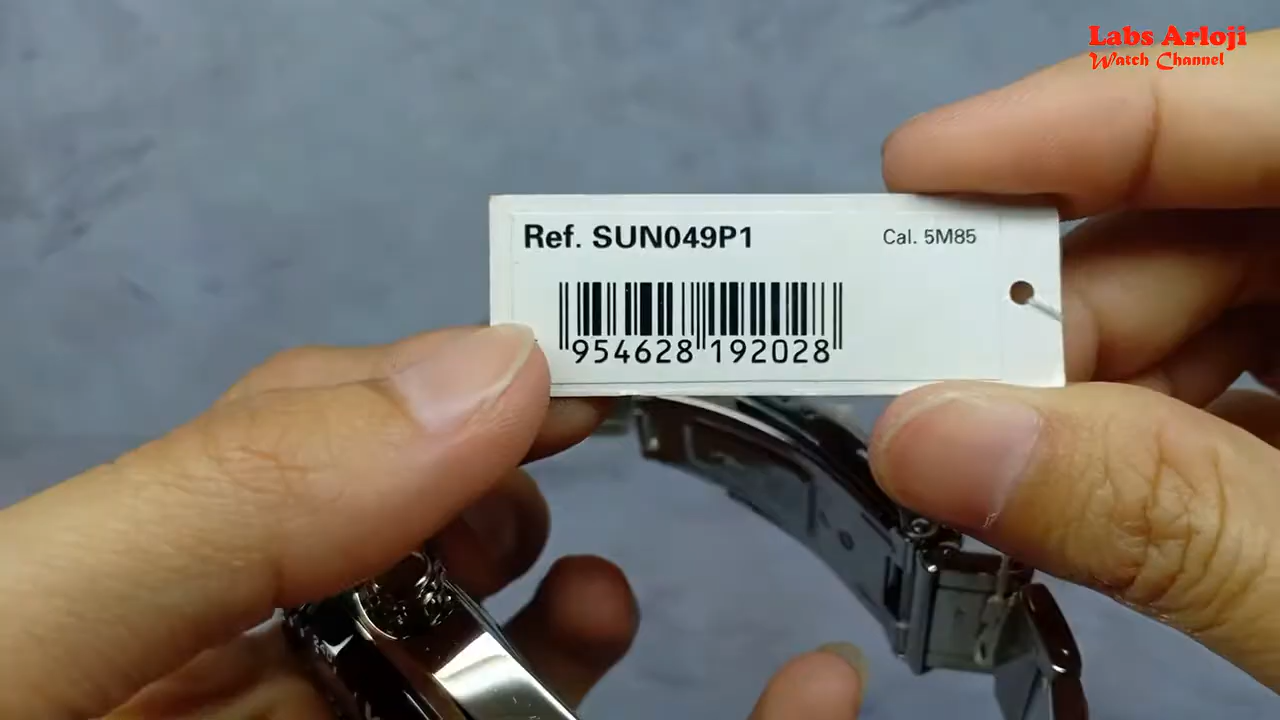 Labs Arloji
Watch Channel
Ref. SUN049P1
Cal. 5M85
954628 192028